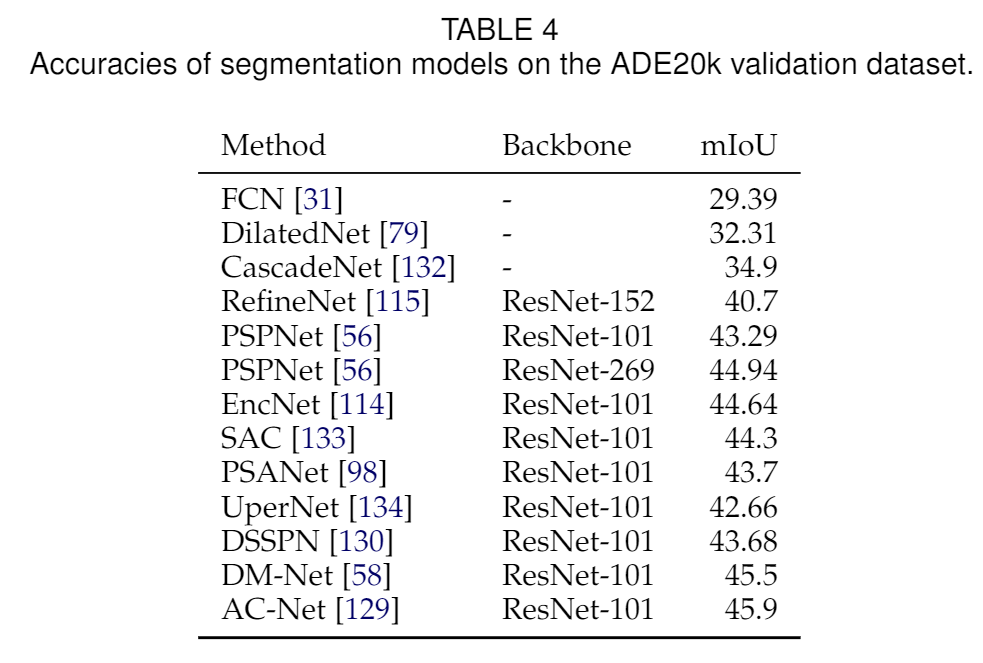 TABLE 4
Accuracies of segmentation models on the ADE20k validation dataset.
Method Backbone mIoU
FCN [31] - 29.39
DilatedNet [79] - 32.31
CascadeNet [132] - 34.9
RefineNet [115] ResNet-152 40.7
PSPNet [56] ResNet-101 43.29
PSPNet [56] ResNet-269 44.94
EncNet [114] ResNet-101 44.64
SAC [133] ResNet-101 44.3
PSANet [98] ResNet-101 43.7
UperNet [134] ResNet-101 42.66
DSSPN [130] ResNet-101 43.68
DM-Net [58] ResNet-101 45.5
AC-Net [129] ResNet-101 45.9